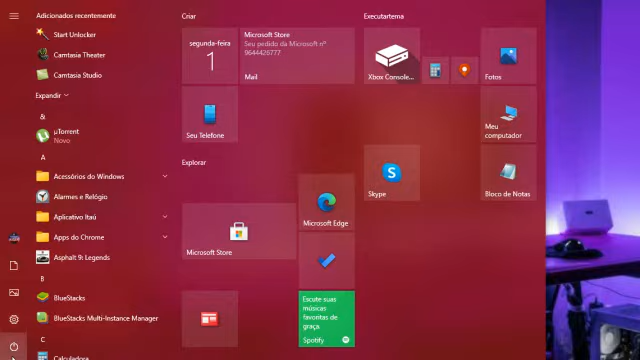 Adicionados recentemente
Start Unlocker
Camtasia Theater
Camtasia Studio
Expandir
&
µTorrent
Novo
A
Acessórios do Windows
Alarmes e Relógio
Aplicativo Itaú
Apps do Chrome
Asphalt 9: Legends
B
BlueStacks
BlueStacks Multi-Instance Manager
C
Calculadora
Criar
segunda-feira
1
Microsoft Store
Seu pedido da Microsoft nº
9644426777
Mail
Seu Telefone
Explorar
Microsoft Store
Microsoft Edge
Escute suas
músicas
favoritas de
graça.
Spotify
Executartema
Xbox Console...
Fotos
Meu
computador
Skype
Bloco de Notas